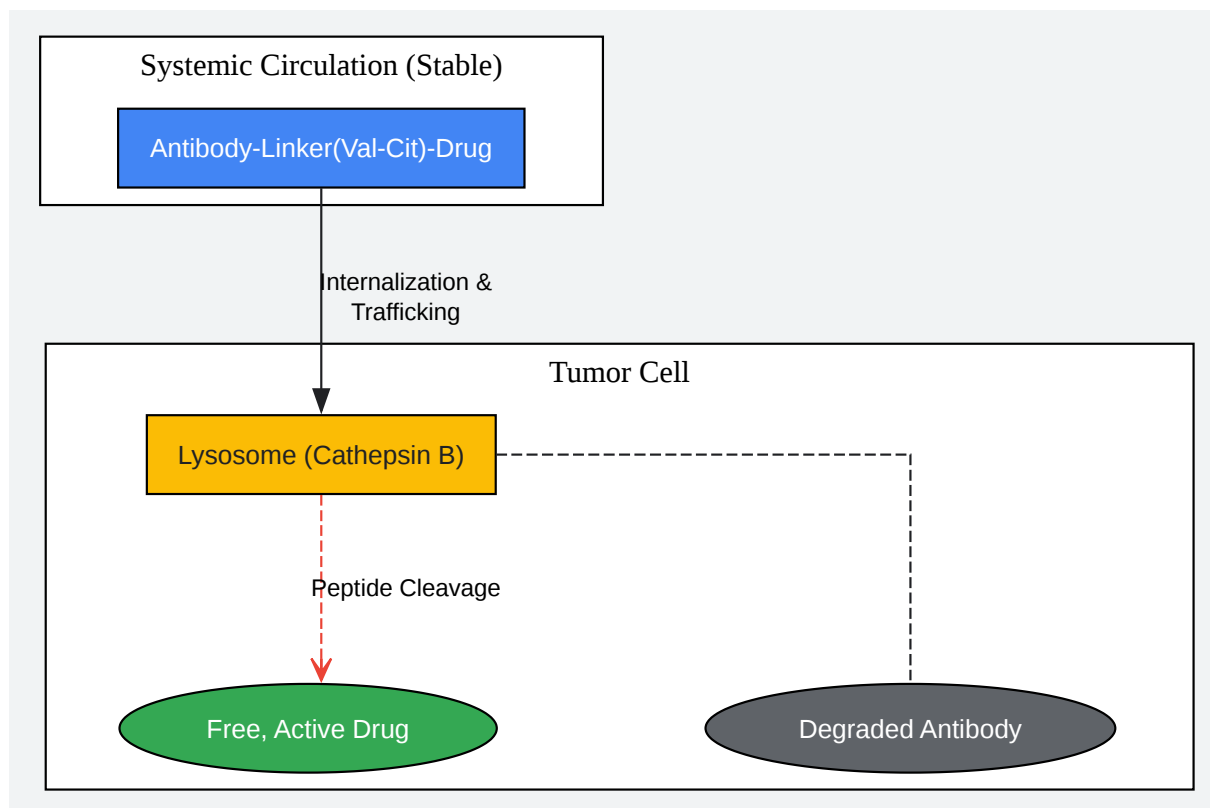 Systemic Circulation (Stable)
Antibody-Linker(Val-Cit)-Drug
Internalization &
Trafficking
Tumor Cell
Lysosome (Cathepsin B)
Peptide Cleavage
Free, Active Drug
Degraded Antibody